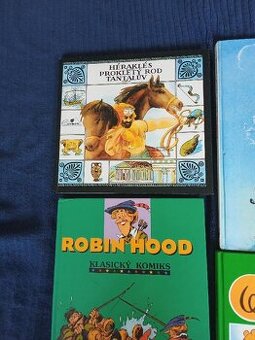 HÉRAKLÉS
PROKLETÝ ROD
TANTALŮV
ROBIN HOOD
KLASICKÝ KOMIKS